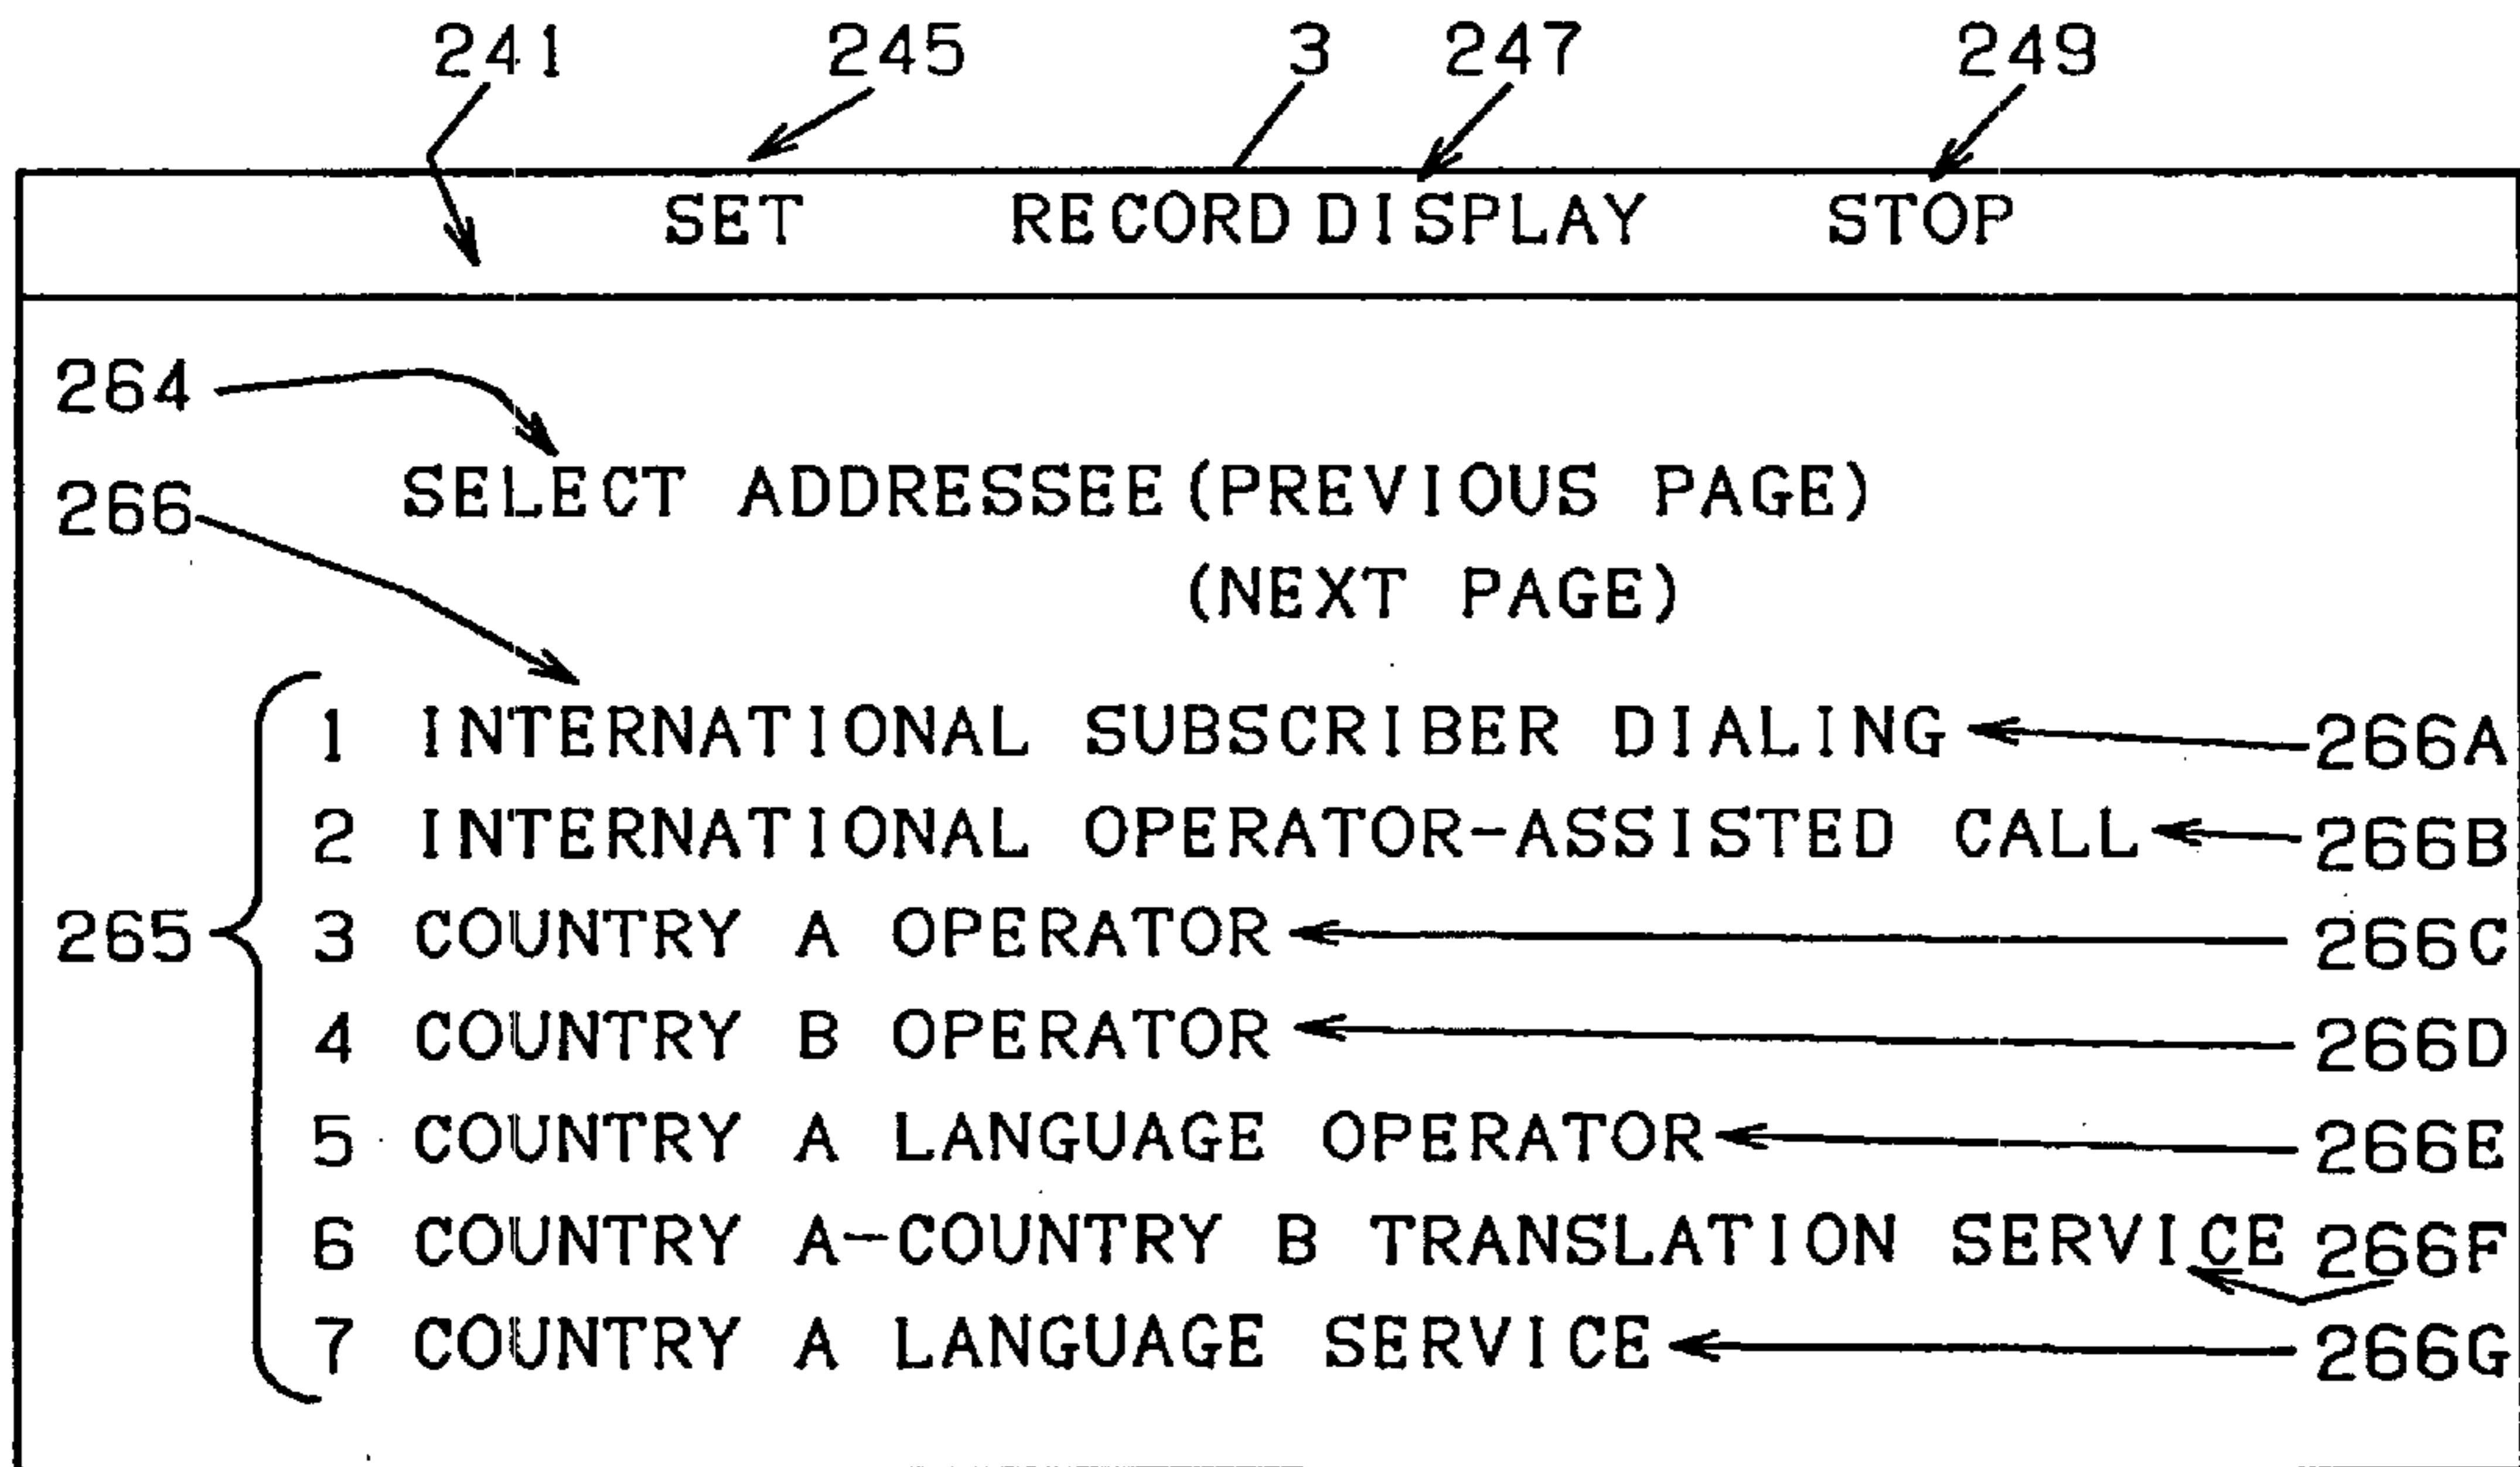 241 245 3 247 249
SET RECORD DISPLAY STOP
264
SELECT ADDRESSEE (PREVIOUS PAGE)
266
(NEXT PAGE)
1 INTERNATIONAL SUBSCRIBER DIALING 266A
2 INTERNATIONAL OPERATOR-ASSISTED CALL 266B
265 3 COUNTRY A OPERATOR 266C
4 COUNTRY B OPERATOR 266D
5 COUNTRY A LANGUAGE OPERATOR 266E
6 COUNTRY A-COUNTRY B TRANSLATION SERVICE 266F
7 COUNTRY A LANGUAGE SERVICE 266G